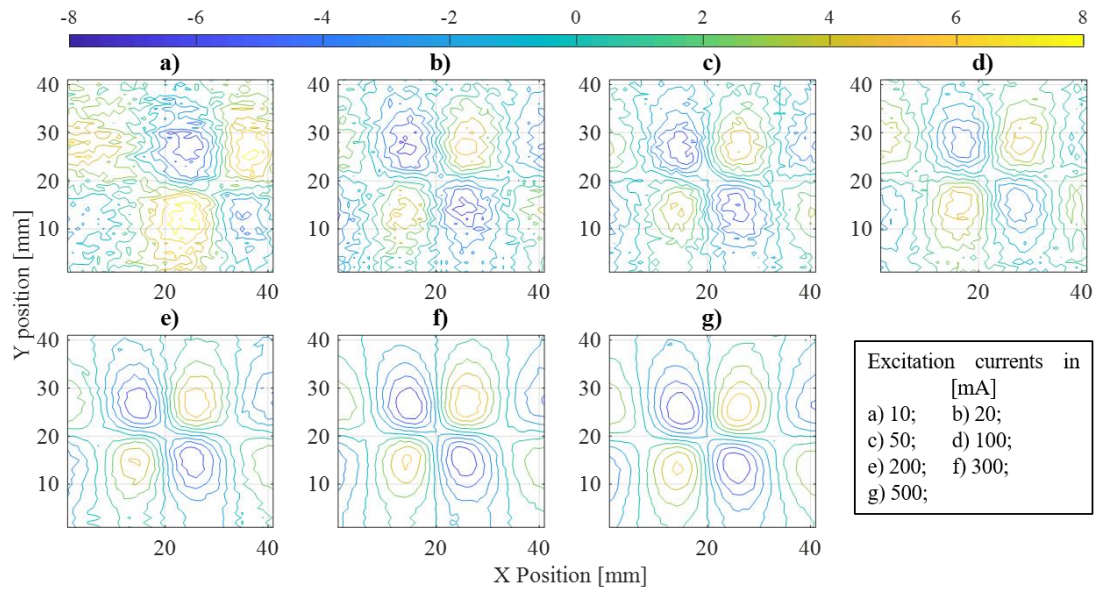 -8 -6 -4 -2 0 2 4 6 8
a) b) c) d)
40 40 40 40
30 30 30 30
20 20 20 20
10 10 10 10
20 40 20 40 20 40 20 40
e) f) g)
40 40 40
30 30 30
20 20 20
10 10 10
20 40 20 40 20 40
Y position [mm]
X Position [mm]
Excitation currents in
[mA]
a) 10; b) 20;
c) 50; d) 100;
e) 200; f) 300;
g) 500;